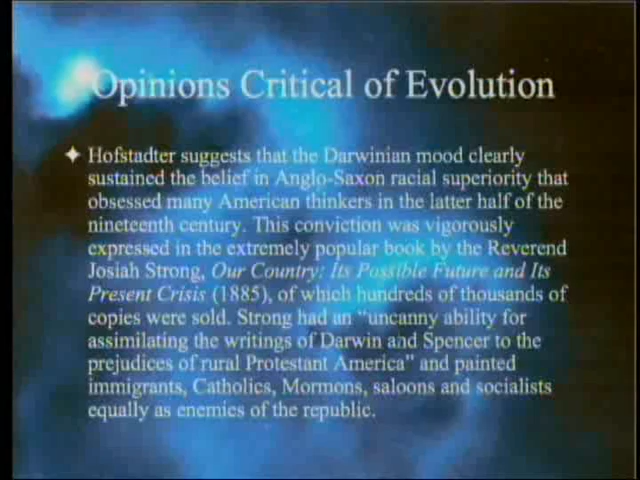 Opinions Critical of Evolution
✦ Hofstadter suggests that the Darwinian mood clearly
sustained the belief in Anglo-Saxon racial superiority that
obsessed many American thinkers in the latter half of the
nineteenth century. This conviction was vigorously
expressed in the extremely popular book by the Reverend
Josiah Strong, Our Country: Its Possible Future and Its
Present Crisis (1885), of which hundreds of thousands of
copies were sold. Strong had an “uncanny ability for
assimilating the writings of Darwin and Spencer to the
prejudices of rural Protestant America” and painted
immigrants, Catholics, Mormons, saloons and socialists
equally as enemies of the republic.